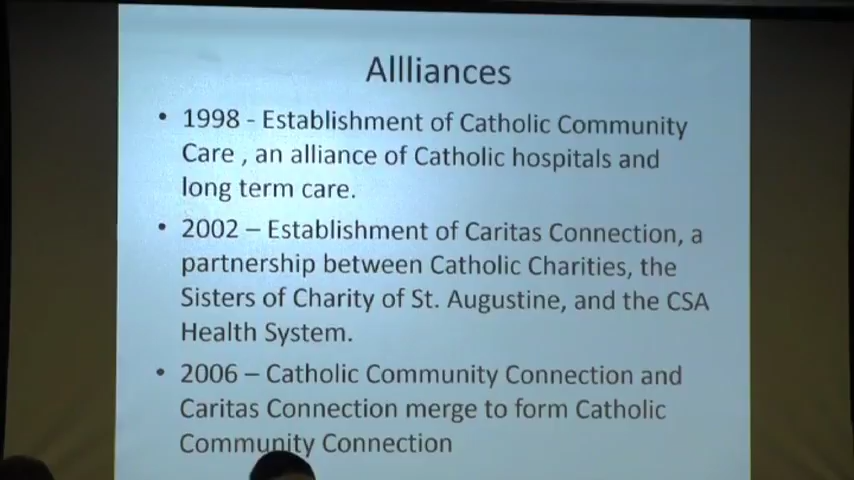 Allliances
• 1998 - Establishment of Catholic Community
Care , an alliance of Catholic hospitals and
long term care.
• 2002 – Establishment of Caritas Connection, a
partnership between Catholic Charities, the
Sisters of Charity of St. Augustine, and the CSA
Health System.
• 2006 – Catholic Community Connection and
Caritas Connection merge to form Catholic
Community Connection